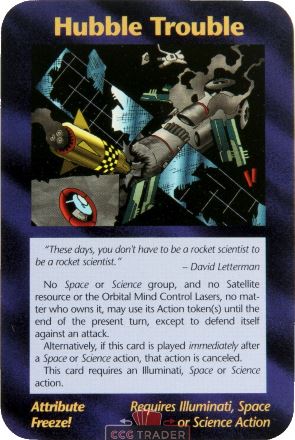 Hubble Trouble
"These days, you don't have to be a rocket scientist to
be a rocket scientist."
– David Letterman
No Space or Science group, and no Satellite
resource or the Orbital Mind Control Lasers, no mat-
ter who owns it, may use its Action token(s) until the
end of the present turn, except to defend itself
against an attack.
Alternatively, if this card is played immediately after
a Space or Science action, that action is canceled.
This card requires an Illuminati, Space or Science
action.
Attribute Requires Illuminati, Space
Freeze! or Science Action
CCG TRADER